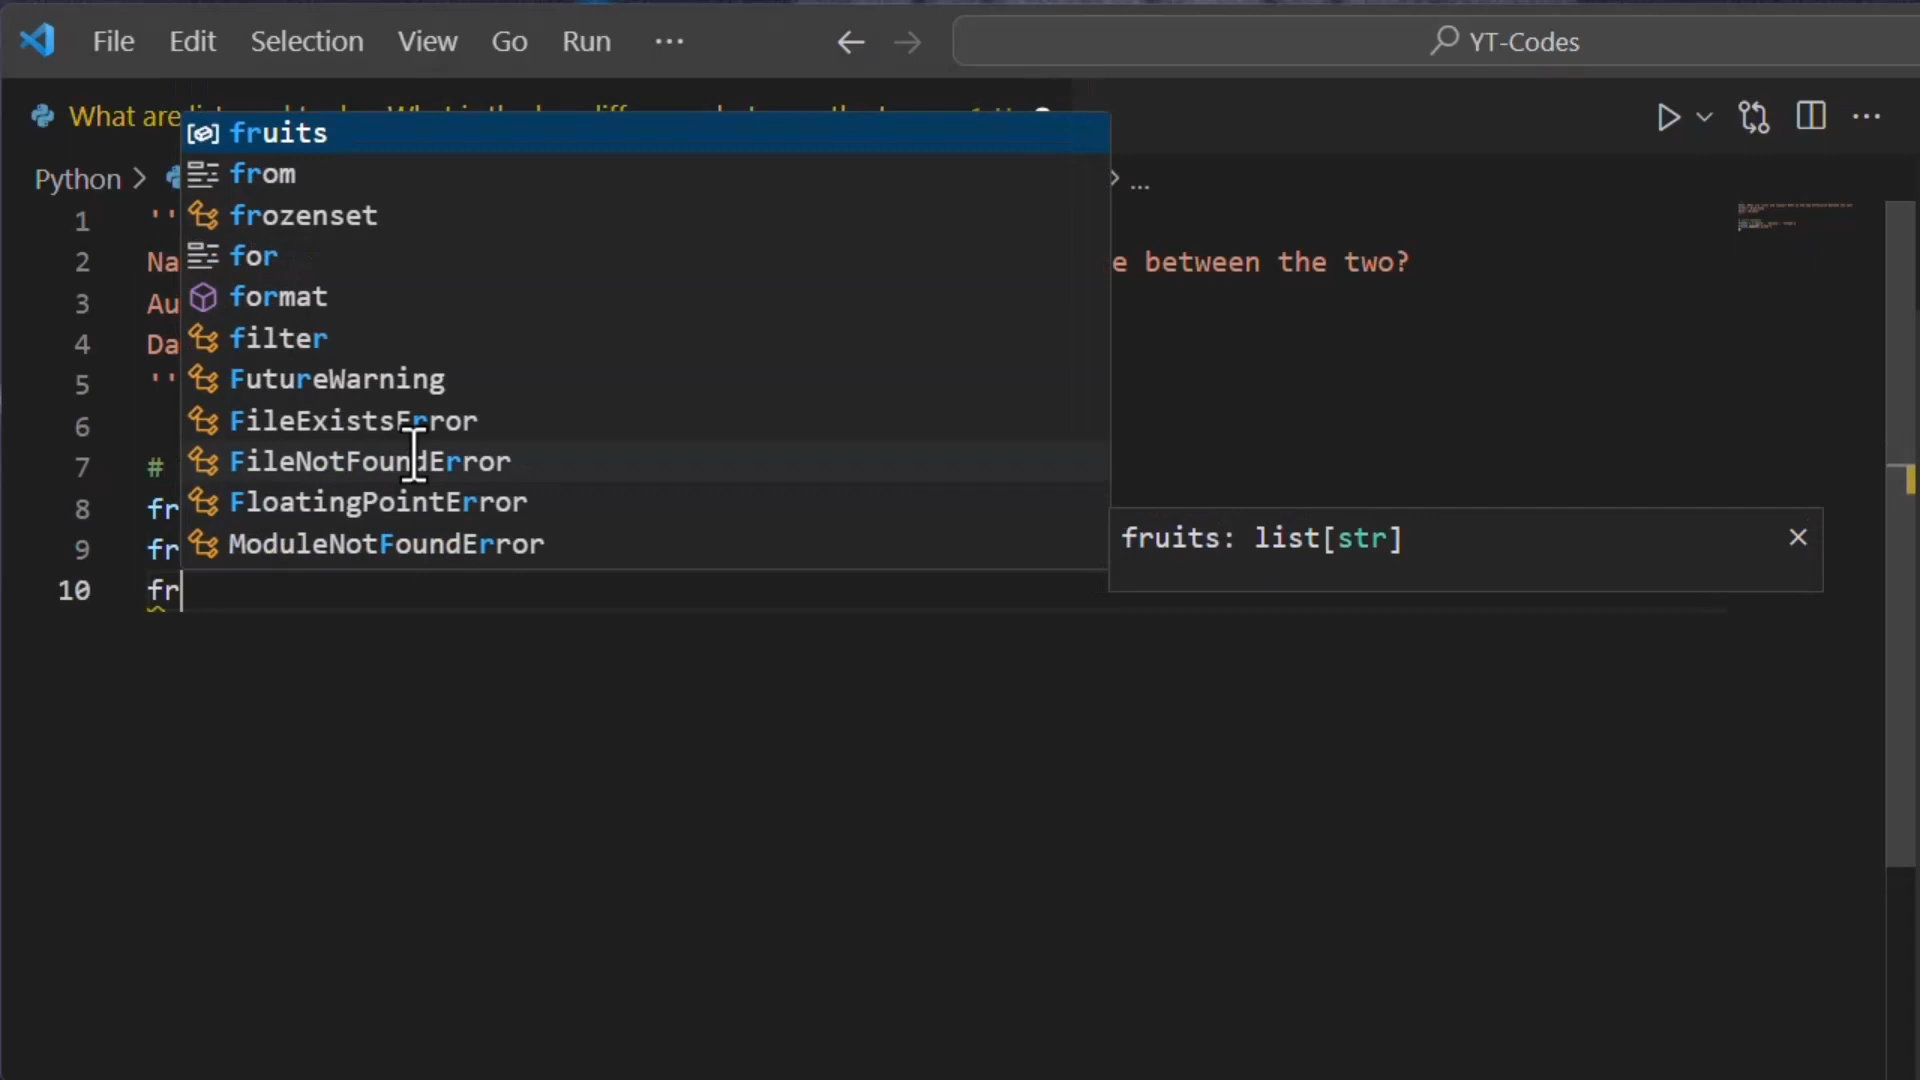 File Edit Selection View Go Run ··· YT-Codes
What are
Python > > ...
fruits
from
frozenset
for
format
filter
FutureWarning
FileExistsError
FileNotFoundError
FloatingPointError
ModuleNotFoundError
fruits: list[str]
1 ''
2 Na e between the two?
3 Au
4 Da
5 ''
6
7 #
8 fr
9 fr
10 fr